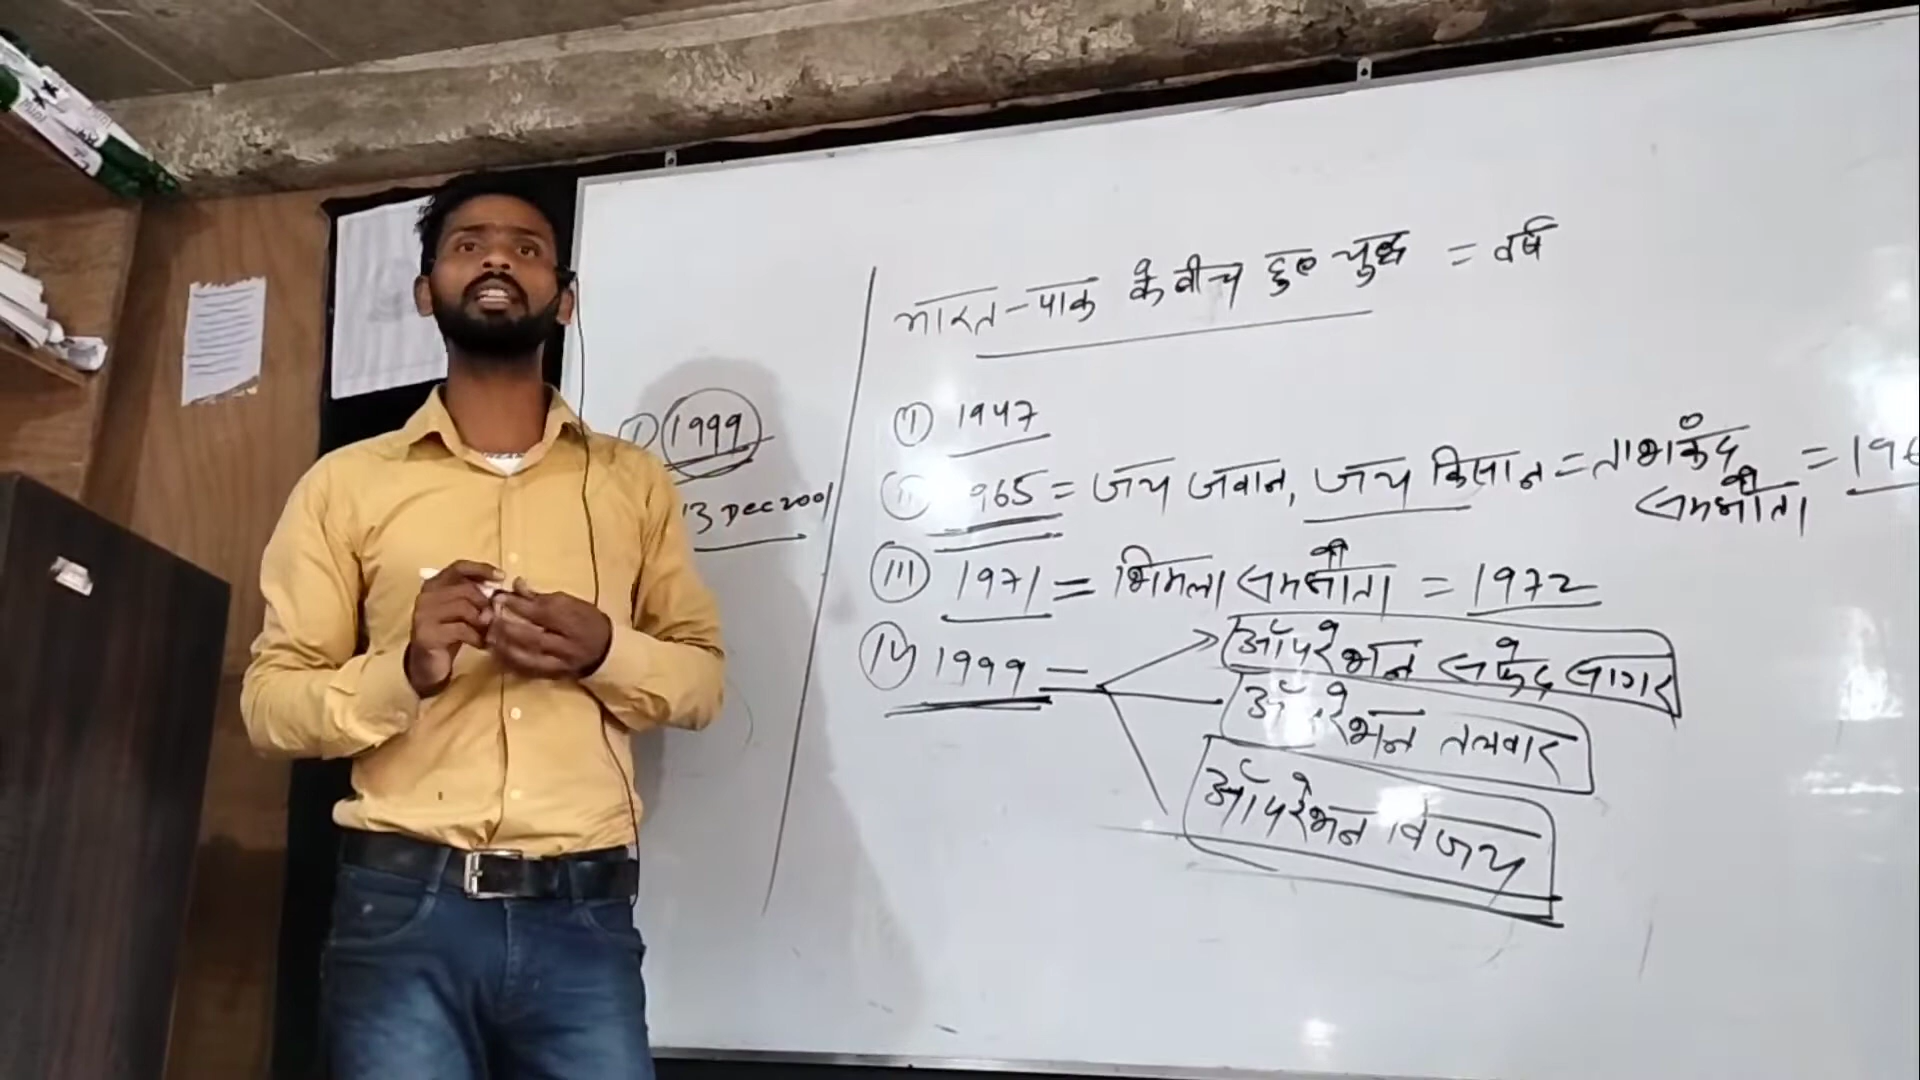 भारत-पाक के बीच हुए युद्ध = वर्ष
I 1999
13 Dec 2001
(I) 1947
(II) 1965 = जय जवान, जय किसान = ताशकंद की समझौता = 196
(III) 1971 = शिमला की समझौता = 1972
(IV) 1999 —
ऑपरेशन सफेद सागर
ऑपरेशन तलवार
ऑपरेशन विजय